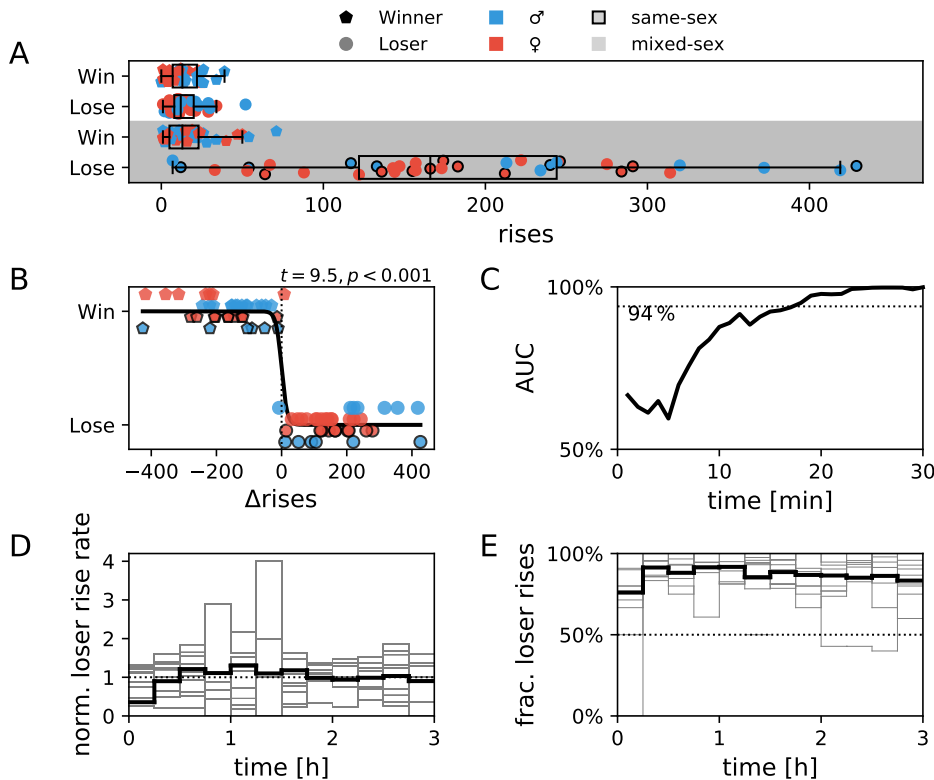 Winner ♂ same-sex
Loser ♀ mixed-sex
A
Win
Lose
Win
Lose
0 100 200 300 400
rises
B
t = 9.5, p < 0.001
Win
Lose
−400 −200 0 200 400
Δrises
C
100%
94 %
AUC
50%
0 10 20 30
time [min]
D
norm. loser rise rate
4
3
2
1
0
0 1 2 3
time [h]
E
frac. loser rises
100%
50%
0%
0 1 2 3
time [h]